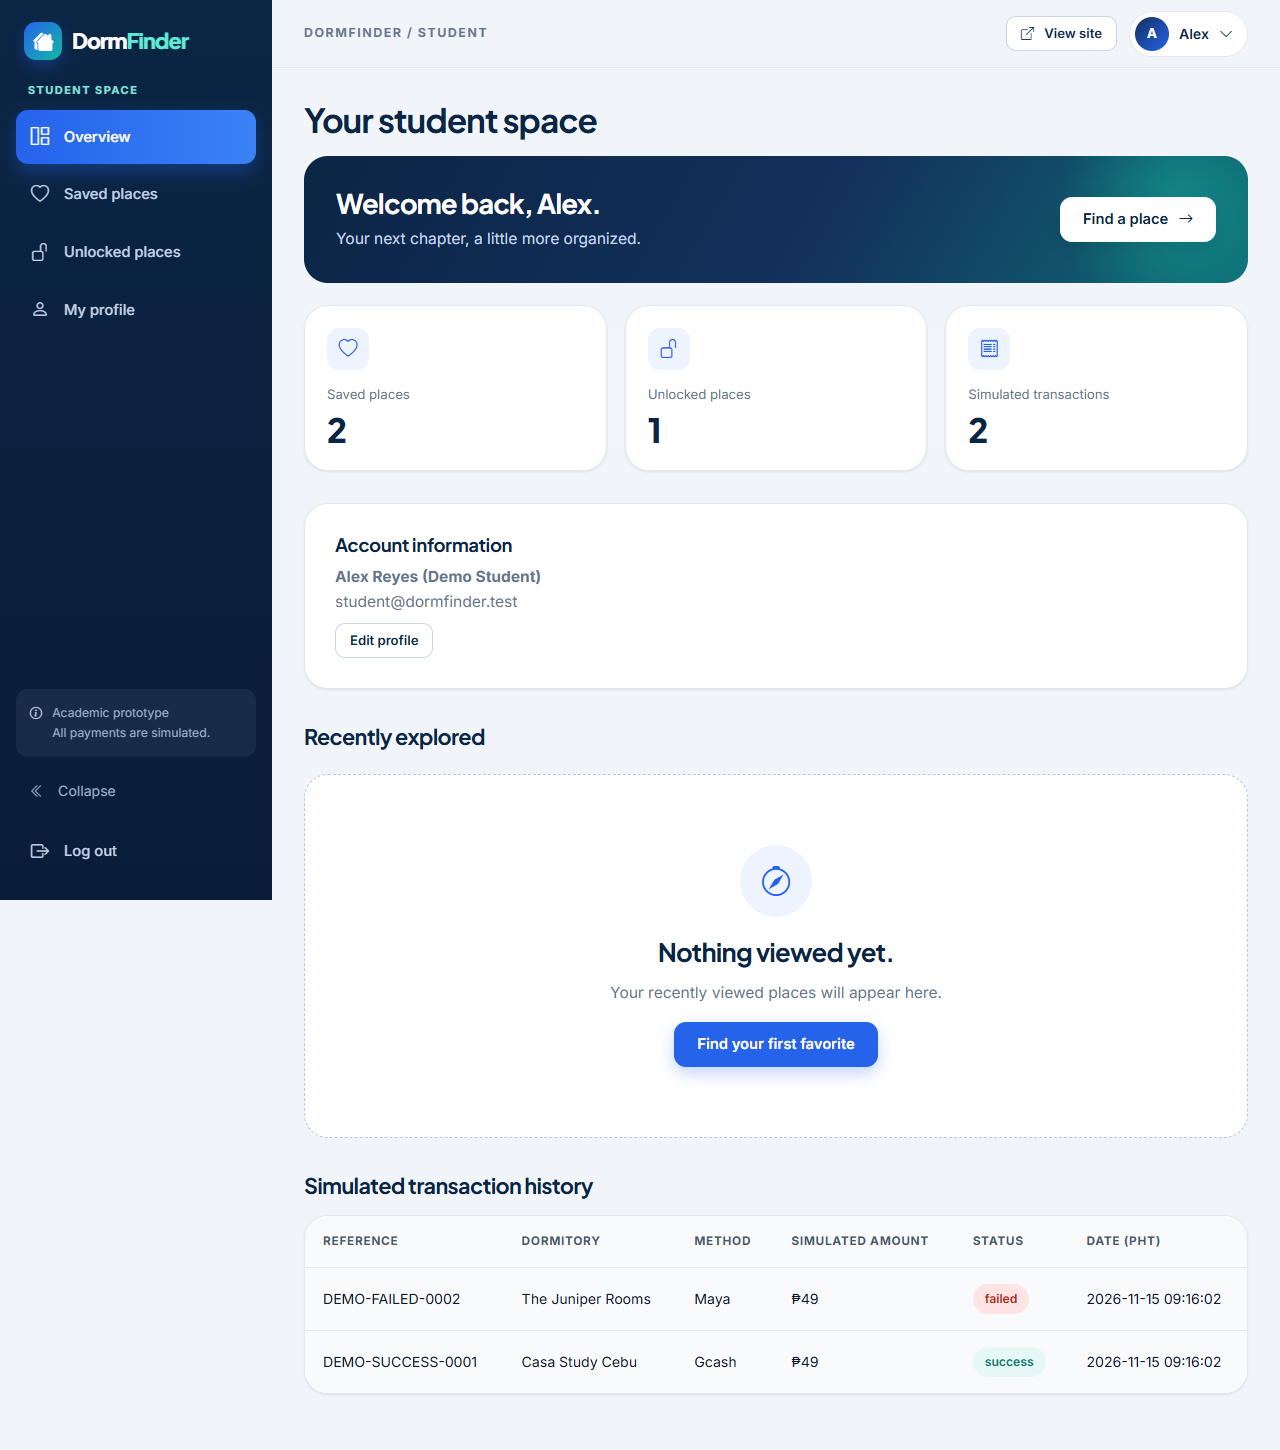 DormFinder
STUDENT SPACE
Overview
Saved places
Unlocked places
My profile
Academic prototype
All payments are simulated.
Collapse
Log out
DORMFINDER / STUDENT
View site
A
Alex
Your student space
Welcome back, Alex.
Your next chapter, a little more organized.
Find a place
Saved places
2
Unlocked places
1
Simulated transactions
2
Account information
Alex Reyes (Demo Student)
student@dormfinder.test
Edit profile
Recently explored
Nothing viewed yet.
Your recently viewed places will appear here.
Find your first favorite
Simulated transaction history
REFERENCE DORMITORY METHOD SIMULATED AMOUNT STATUS DATE (PHT)
DEMO-FAILED-0002 The Juniper Rooms Maya ₱49 failed 2026-11-15 09:16:02
DEMO-SUCCESS-0001 Casa Study Cebu Gcash ₱49 success 2026-11-15 09:16:02